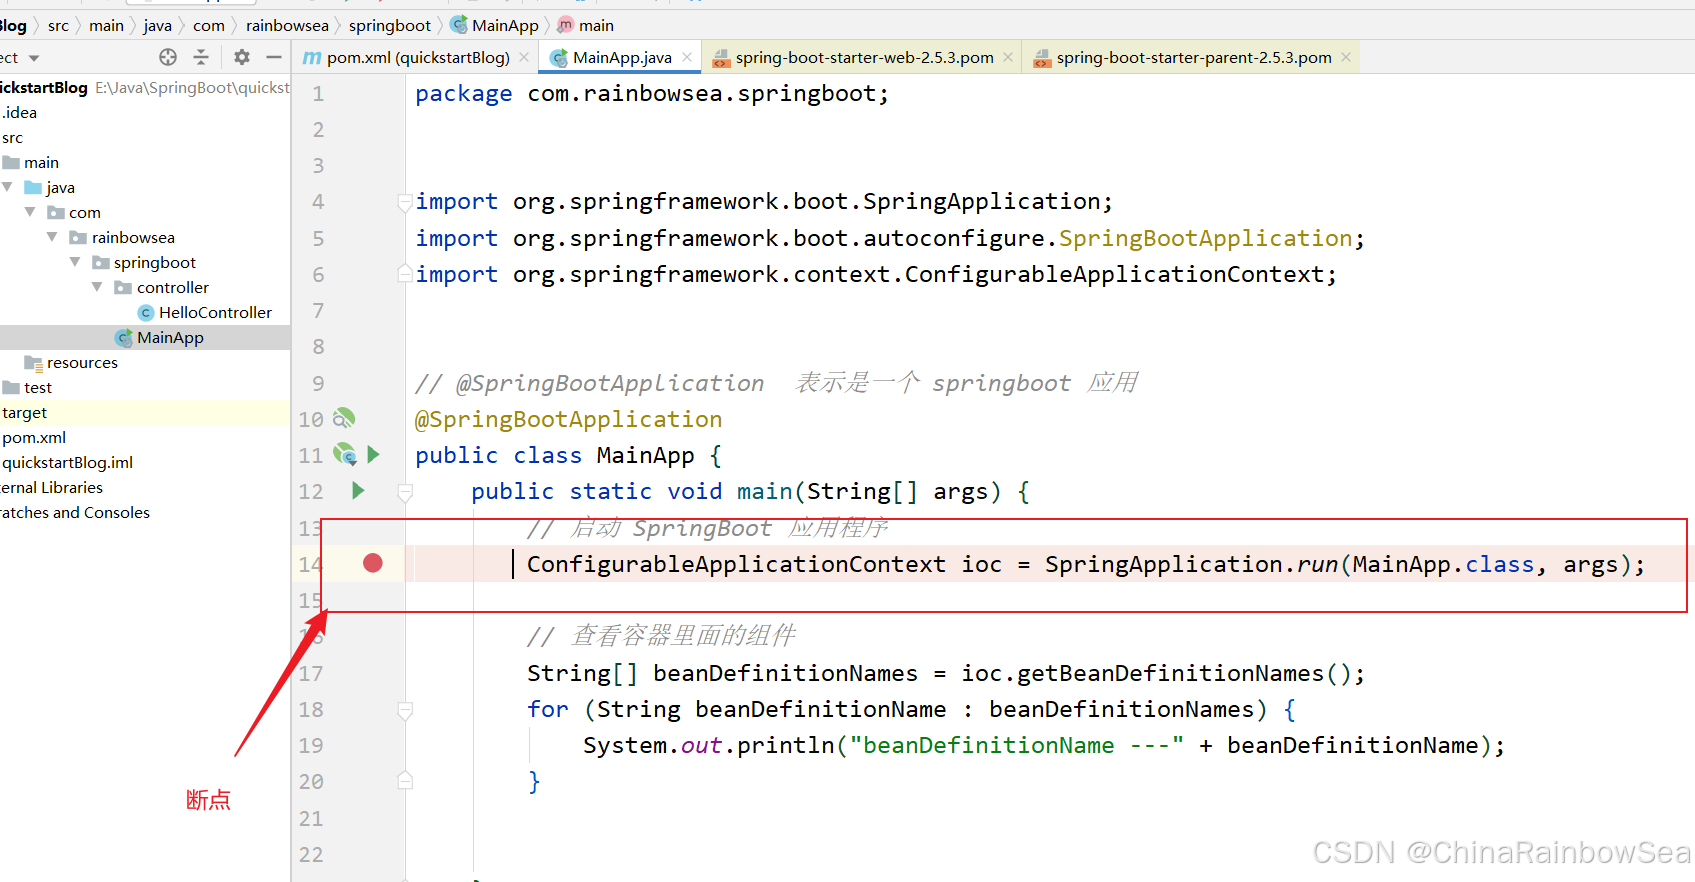 Blog 〉 src 〉 main 〉 java 〉 com 〉 rainbowsea 〉 springboot 〉 MainApp 〉 main
ect
pom.xml (quickstartBlog) MainApp.java spring-boot-starter-web-2.5.3.pom spring-boot-starter-parent-2.5.3.pom
ickstartBlog E:\Java\SpringBoot\quickst
.idea
src
main
java
com
rainbowsea
springboot
controller
HelloController
MainApp
resources
test
target
pom.xml
quickstartBlog.iml
ernal Libraries
ratches and Consoles
1 package com.rainbowsea.springboot;
2
3
4 import org.springframework.boot.SpringApplication;
5 import org.springframework.boot.autoconfigure.SpringBootApplication;
6 import org.springframework.context.ConfigurableApplicationContext;
7
8
9 // @SpringBootApplication 表示是一个 springboot 应用
10 @SpringBootApplication
11 public class MainApp {
12 public static void main(String[] args) {
13 // 启动 SpringBoot 应用程序
14 ConfigurableApplicationContext ioc = SpringApplication.run(MainApp.class, args);
15
16 // 查看容器里面的组件
17 String[] beanDefinitionNames = ioc.getBeanDefinitionNames();
18 for (String beanDefinitionName : beanDefinitionNames) {
19 System.out.println("beanDefinitionName ---" + beanDefinitionName);
20 }
21
22
断点
CSDN @ChinaRainbowSea